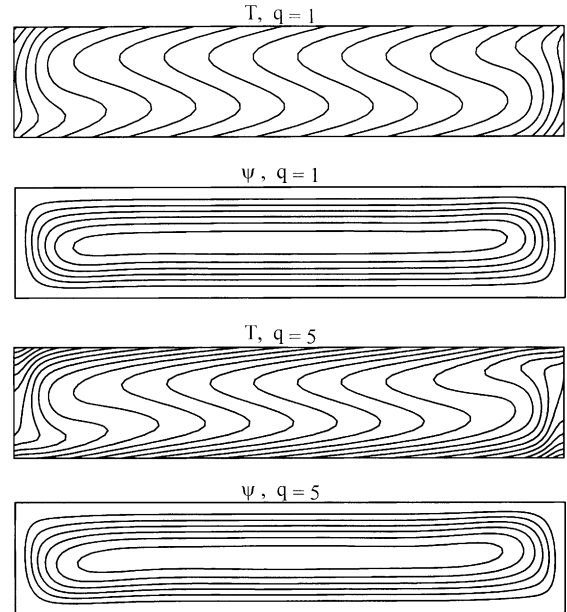 T, q = 1
ψ, q = 1
T, q = 5
ψ, q = 5